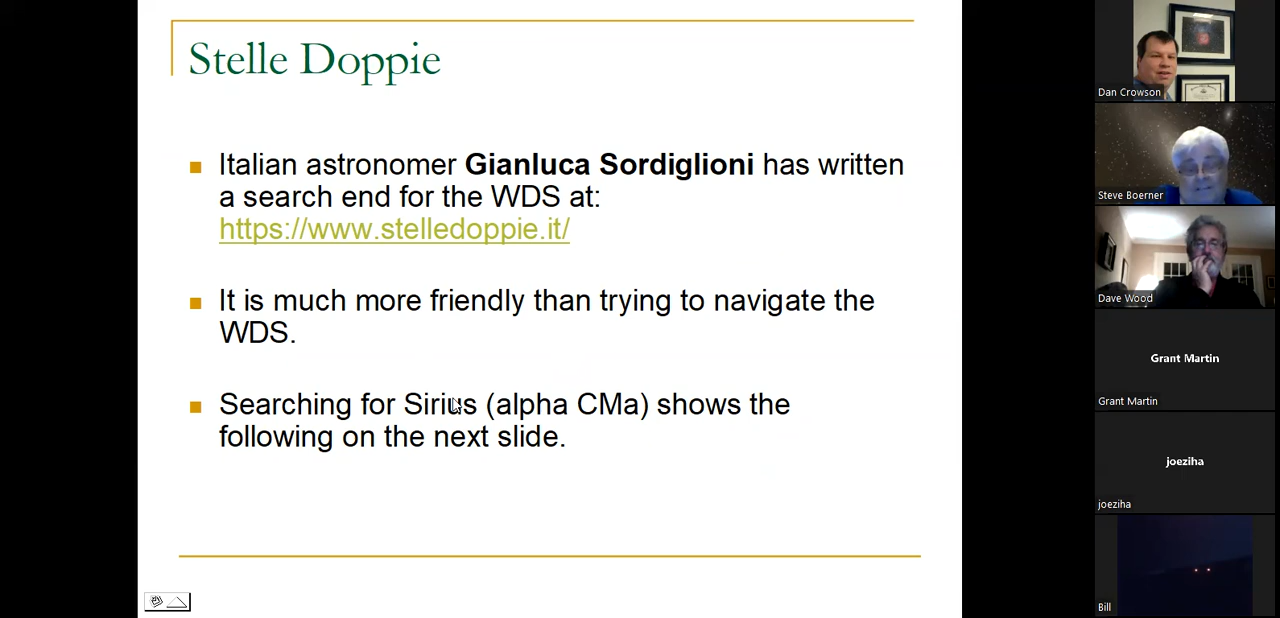 Stelle Doppie
Italian astronomer Gianluca Sordiglioni has written
a search end for the WDS at:
https://www.stelledoppie.it/
It is much more friendly than trying to navigate the
WDS.
Searching for Sirius (alpha CMa) shows the
following on the next slide.
Dan Crowson
Steve Boerner
Dave Wood
Grant Martin
Grant Martin
joeziha
joeziha
Bill